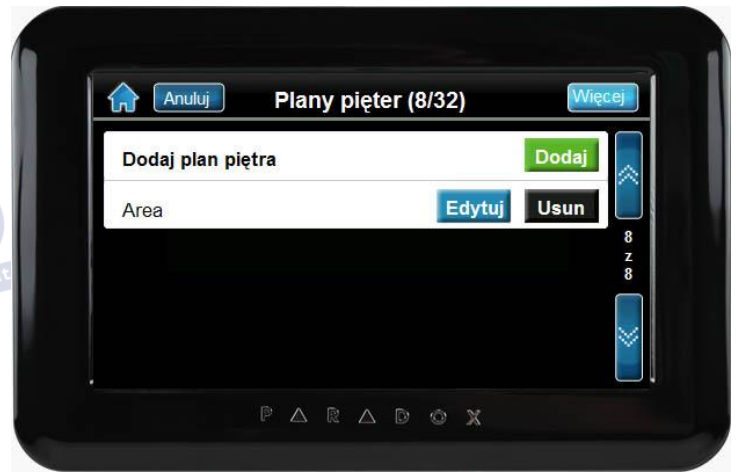 Anuluj Plany pięter (8/32) Więcej
Dodaj plan piętra Dodaj
Area Edytuj Usun
8
z
8
PARADOX